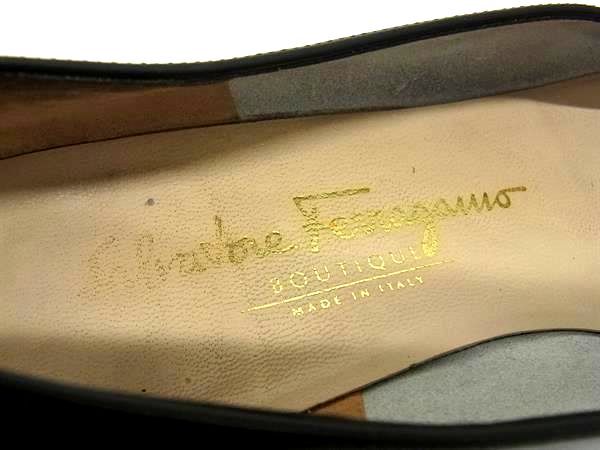 Salvatore Ferragamo
BOUTIQUE
MADE IN ITALY